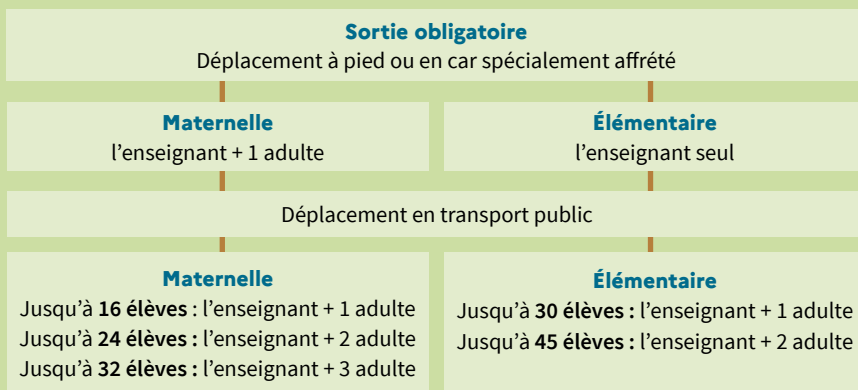 Sortie obligatoire
Déplacement à pied ou en car spécialement affrété
Maternelle
l'enseignant + 1 adulte
Élémentaire
l'enseignant seul
Déplacement en transport public
Maternelle
Jusqu'à 16 élèves : l'enseignant + 1 adulte
Jusqu'à 24 élèves : l'enseignant + 2 adulte
Jusqu'à 32 élèves : l'enseignant + 3 adulte
Élémentaire
Jusqu'à 30 élèves : l'enseignant + 1 adulte
Jusqu'à 45 élèves : l'enseignant + 2 adulte